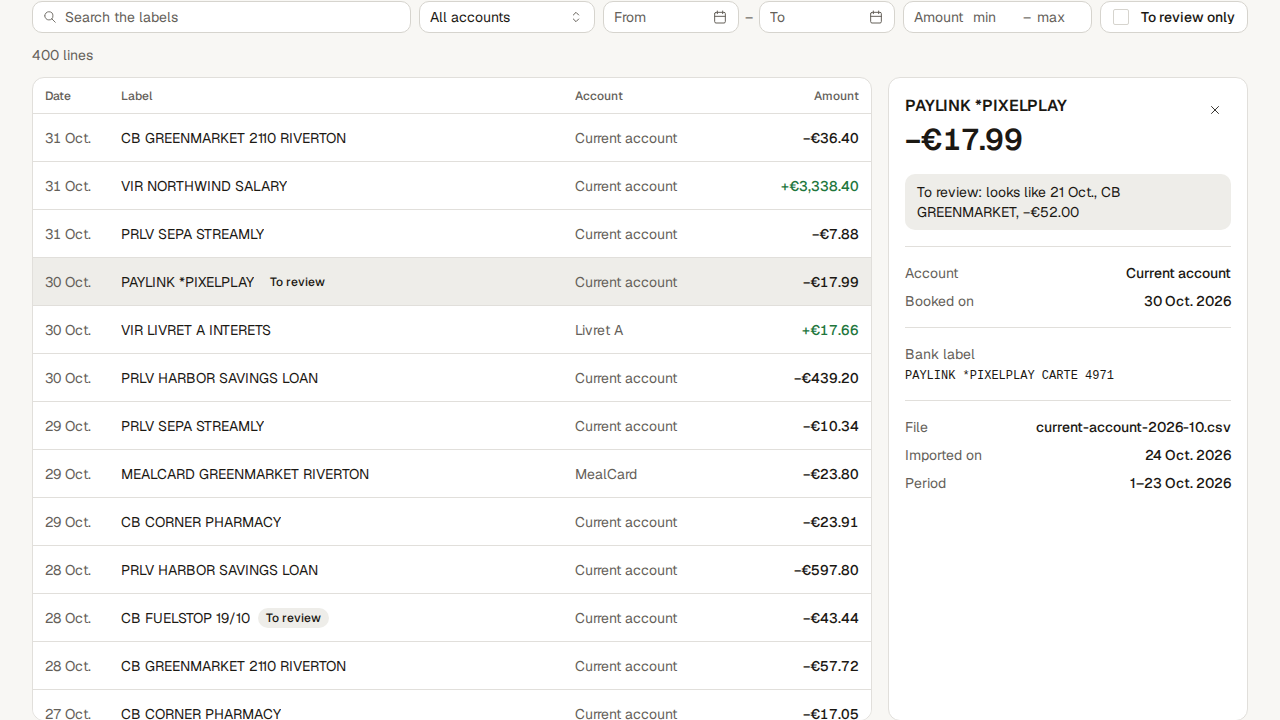 Search the labels
All accounts
From
–
To
Amount min – max
To review only
400 lines
Date Label Account Amount
31 Oct. CB GREENMARKET 2110 RIVERTON Current account −€36.40
31 Oct. VIR NORTHWIND SALARY Current account +€3,338.40
31 Oct. PRLV SEPA STREAMLY Current account −€7.88
30 Oct. PAYLINK *PIXELPLAY To review Current account −€17.99
30 Oct. VIR LIVRET A INTERETS Livret A +€17.66
30 Oct. PRLV HARBOR SAVINGS LOAN Current account −€439.20
29 Oct. PRLV SEPA STREAMLY Current account −€10.34
29 Oct. MEALCARD GREENMARKET RIVERTON MealCard −€23.80
29 Oct. CB CORNER PHARMACY Current account −€23.91
28 Oct. PRLV HARBOR SAVINGS LOAN Current account −€597.80
28 Oct. CB FUELSTOP 19/10 To review Current account −€43.44
28 Oct. CB GREENMARKET 2110 RIVERTON Current account −€57.72
27 Oct. CB CORNER PHARMACY Current account −€17.05
PAYLINK *PIXELPLAY
−€17.99
To review: looks like 21 Oct., CB
GREENMARKET, −€52.00
Account Current account
Booked on 30 Oct. 2026
Bank label
PAYLINK *PIXELPLAY CARTE 4971
File current-account-2026-10.csv
Imported on 24 Oct. 2026
Period 1–23 Oct. 2026